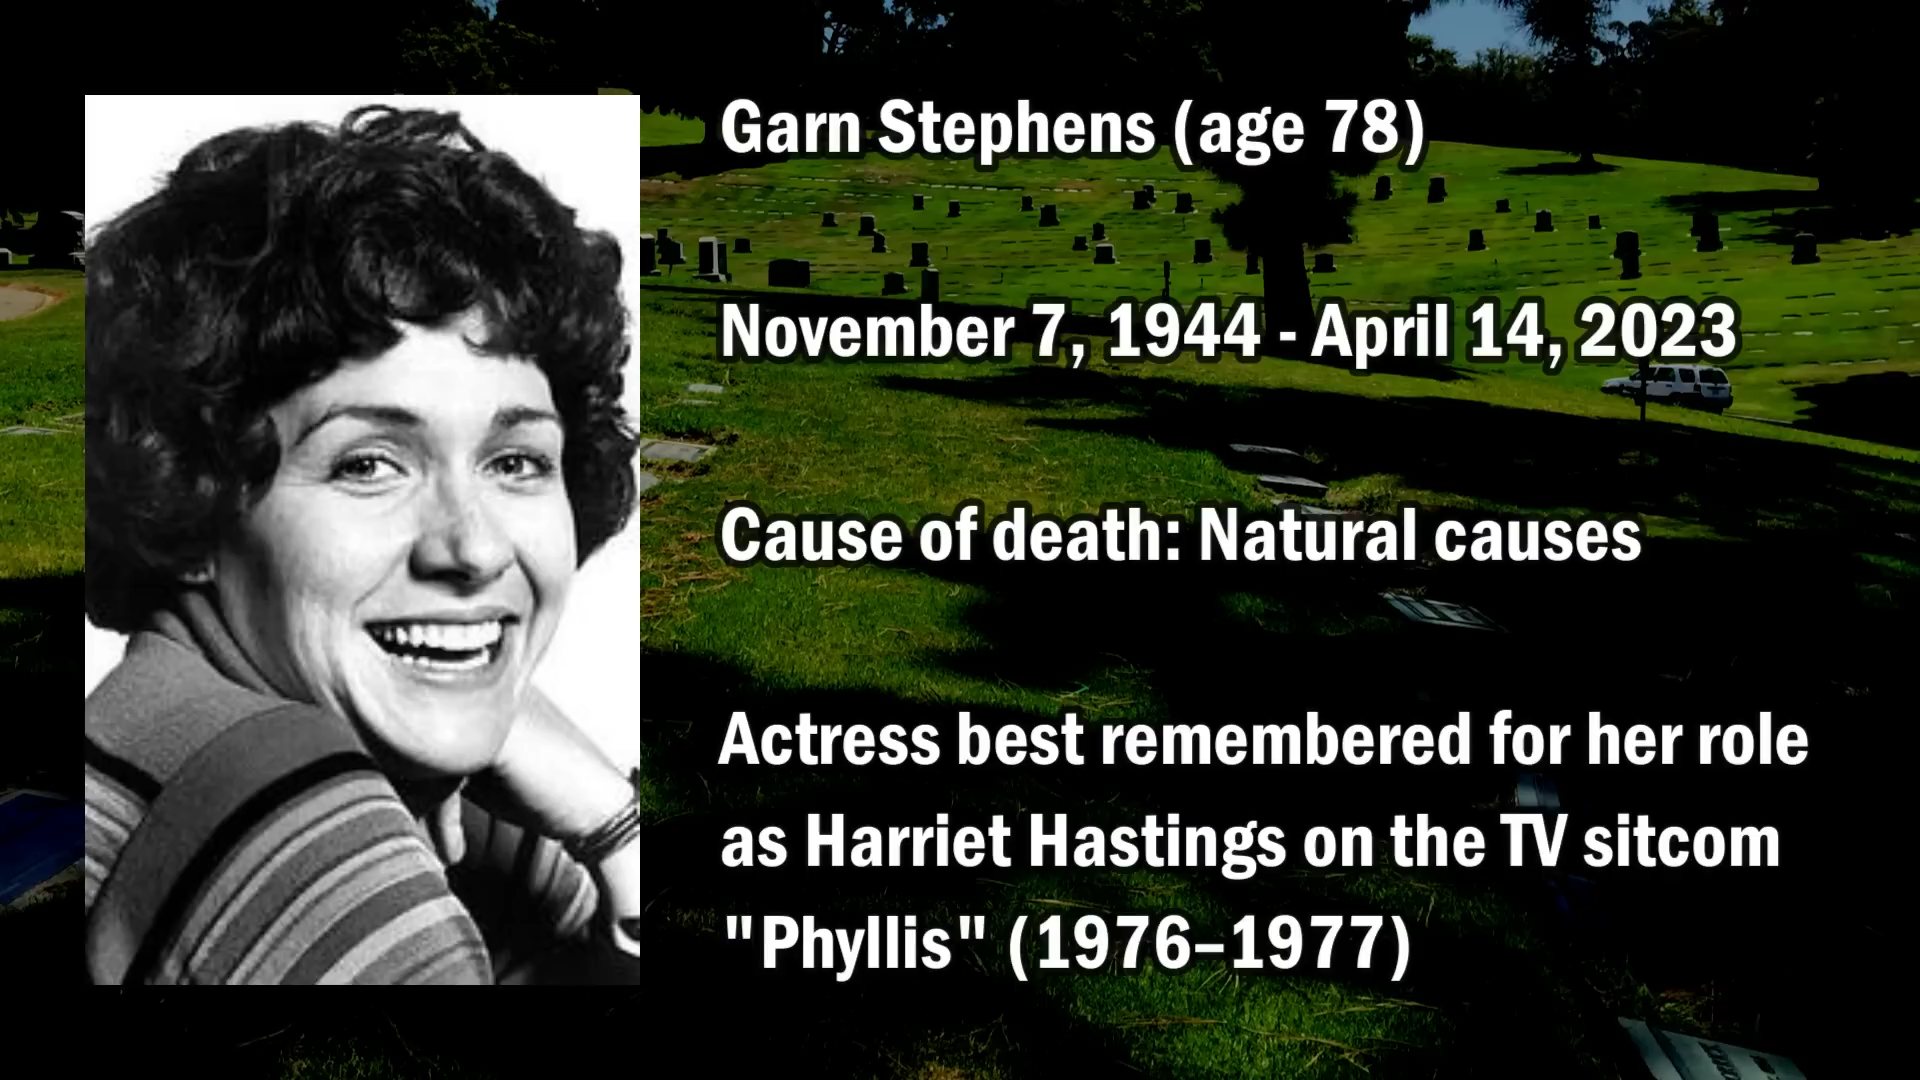 Garn Stephens (age 78)
November 7, 1944 - April 14, 2023
Cause of death: Natural causes
Actress best remembered for her role
as Harriet Hastings on the TV sitcom
"Phyllis" (1976–1977)